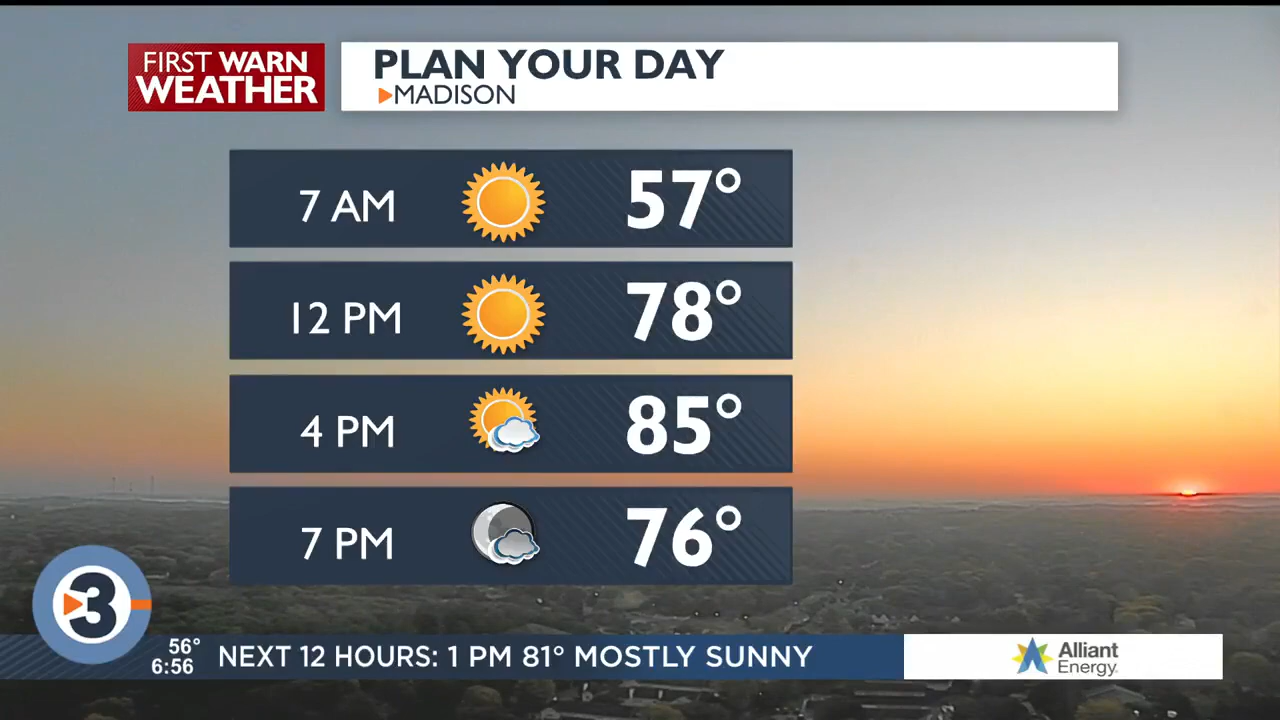 FIRST WARN
WEATHER
PLAN YOUR DAY
MADISON
7 AM 57°
12 PM 78°
4 PM 85°
7 PM 76°
3
56°
6:56
NEXT 12 HOURS: 1 PM 81° MOSTLY SUNNY
Alliant
Energy